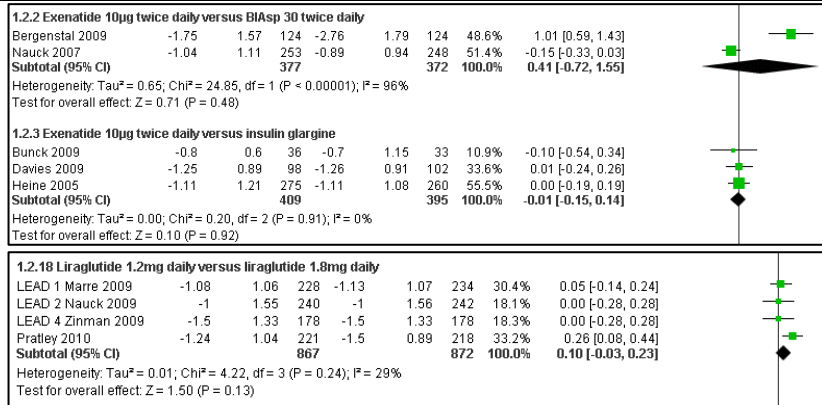 1.2.2 Exenatide 10µg twice daily versus BIAsp 30 twice daily
Bergenstal 2009 -1.75 1.57 124 -2.76 1.79 124 48.6% 1.01 [0.59, 1.43]
Nauck 2007 -1.04 1.11 253 -0.89 0.94 248 51.4% -0.15 [-0.33, 0.03]
Subtotal (95% CI) 377 372 100.0% 0.41 [-0.72, 1.55]
Heterogeneity: Tau² = 0.65; Chi² = 24.85, df = 1 (P < 0.00001); I² = 96%
Test for overall effect: Z = 0.71 (P = 0.48)
1.2.3 Exenatide 10µg twice daily versus insulin glargine
Bunck 2009 -0.8 0.6 36 -0.7 1.15 33 10.9% -0.10 [-0.54, 0.34]
Davies 2009 -1.25 0.89 98 -1.26 0.91 102 33.6% 0.01 [-0.24, 0.26]
Heine 2005 -1.11 1.21 275 -1.11 1.08 260 55.5% 0.00 [-0.19, 0.19]
Subtotal (95% CI) 409 395 100.0% -0.01 [-0.15, 0.14]
Heterogeneity: Tau² = 0.00; Chi² = 0.20, df = 2 (P = 0.91); I² = 0%
Test for overall effect: Z = 0.10 (P = 0.92)
1.2.18 Liraglutide 1.2mg daily versus liraglutide 1.8mg daily
LEAD 1 Marre 2009 -1.08 1.06 228 -1.13 1.07 234 30.4% 0.05 [-0.14, 0.24]
LEAD 2 Nauck 2009 -1 1.55 240 -1 1.56 242 18.1% 0.00 [-0.28, 0.28]
LEAD 4 Zinman 2009 -1.5 1.33 178 -1.5 1.33 178 18.3% 0.00 [-0.28, 0.28]
Pratley 2010 -1.24 1.04 221 -1.5 0.89 218 33.2% 0.26 [0.08, 0.44]
Subtotal (95% CI) 867 872 100.0% 0.10 [-0.03, 0.23]
Heterogeneity: Tau² = 0.01; Chi² = 4.22, df = 3 (P = 0.24); I² = 29%
Test for overall effect: Z = 1.50 (P = 0.13)